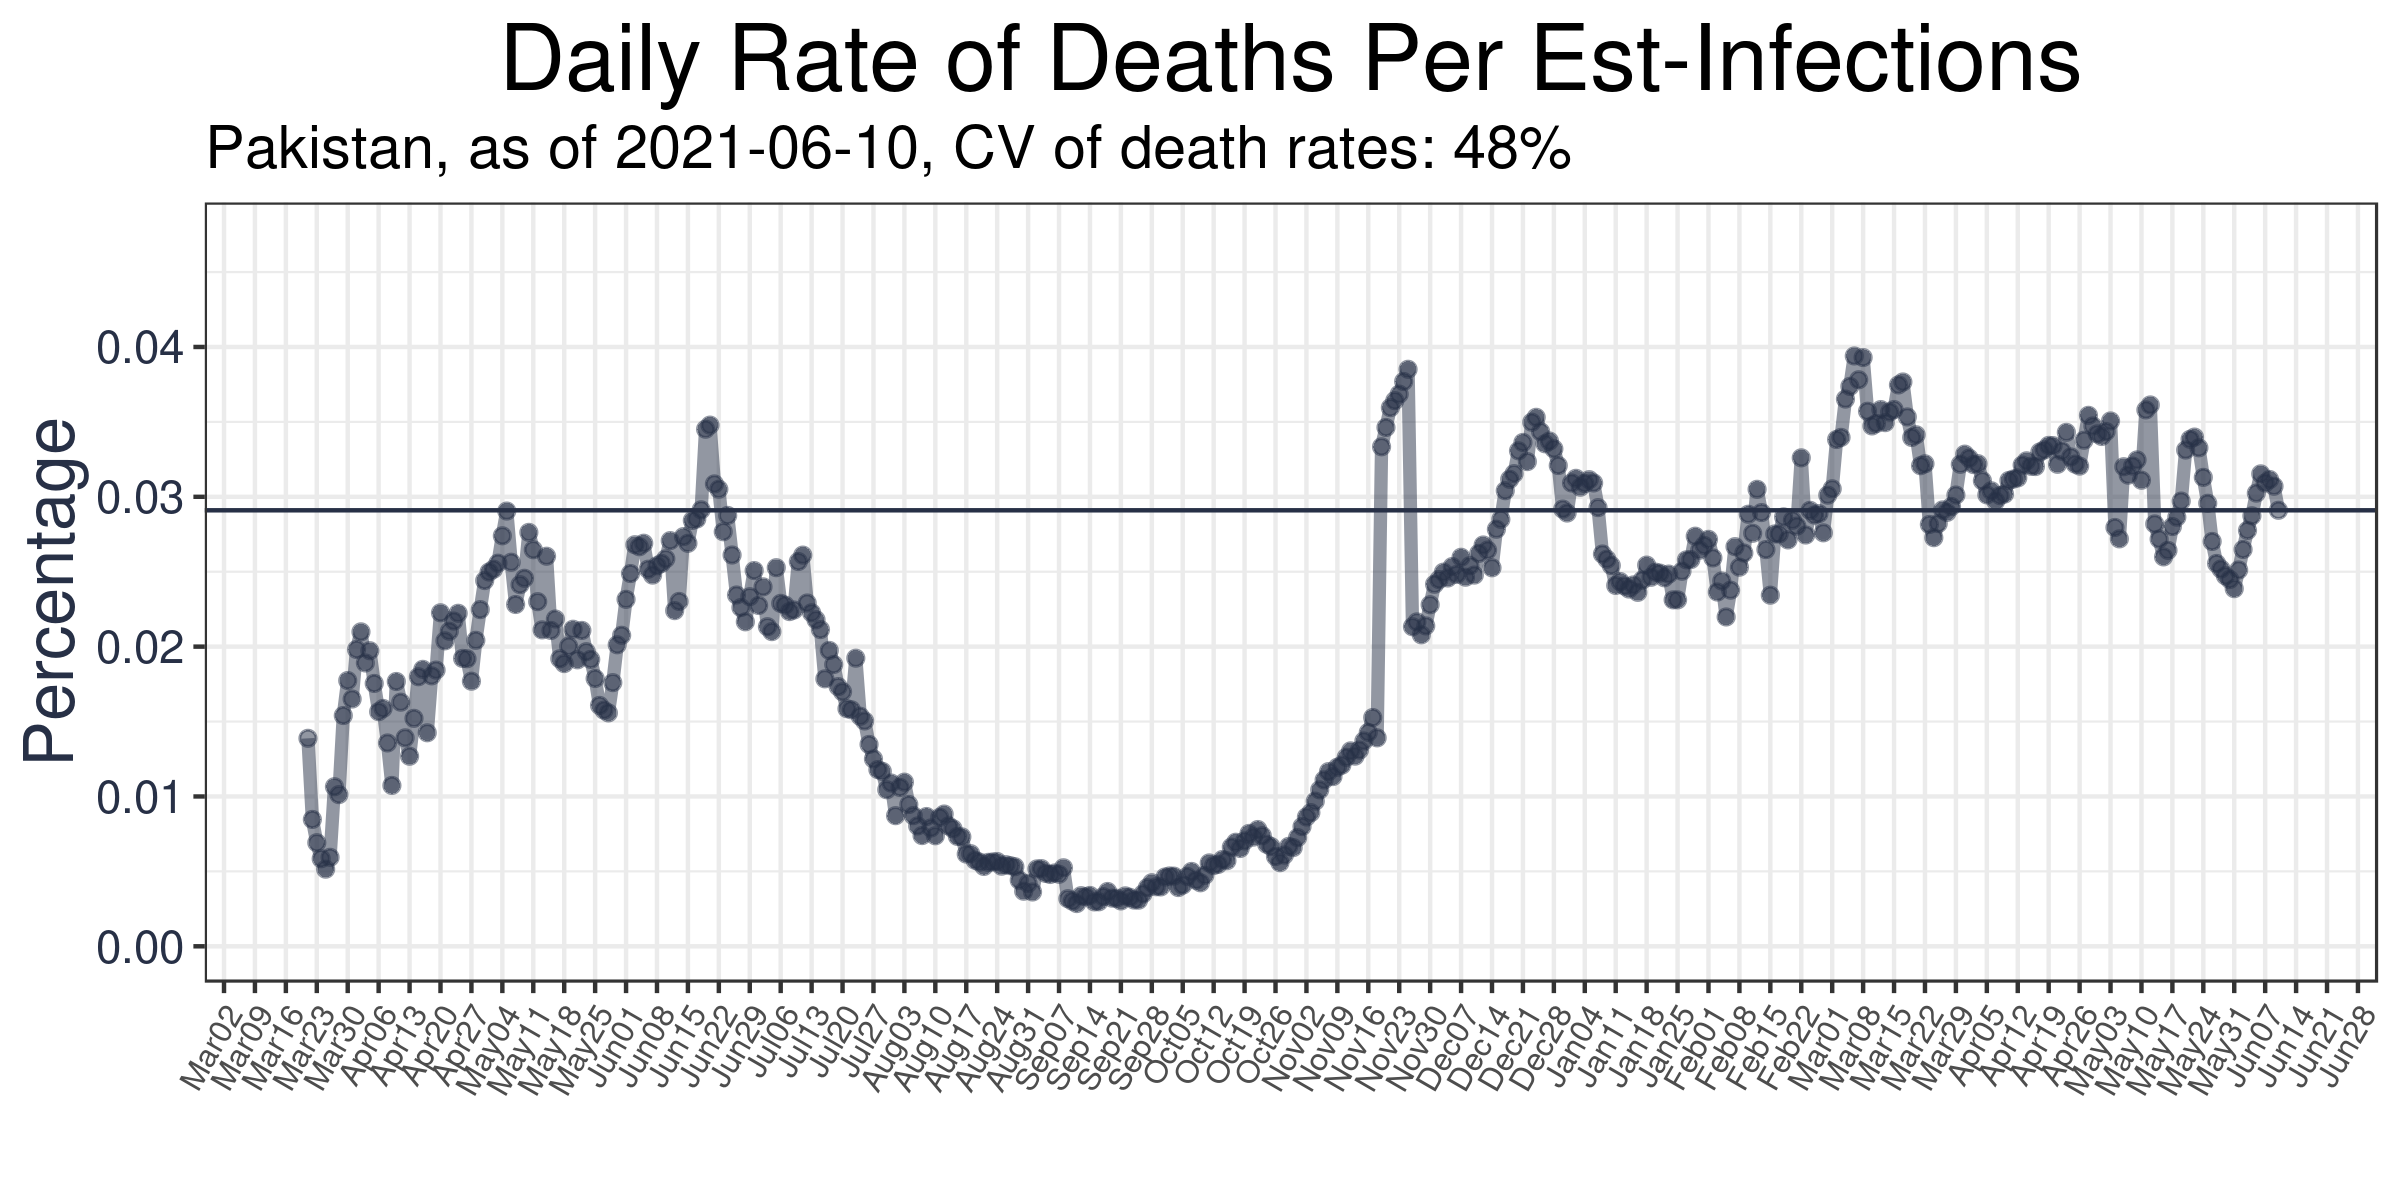 Daily Rate of Deaths Per Est-Infections
Pakistan, as of 2021-06-10, CV of death rates: 48%
Percentage
0.04
0.03
0.02
0.01
0.00
Mar02
Mar09
Mar16
Mar23
Mar30
Apr06
Apr13
Apr20
Apr27
May04
May11
May18
May25
Jun01
Jun08
Jun15
Jun22
Jun29
Jul06
Jul13
Jul20
Jul27
Aug03
Aug10
Aug17
Aug24
Aug31
Sep07
Sep14
Sep21
Sep28
Oct05
Oct12
Oct19
Oct26
Nov02
Nov09
Nov16
Nov23
Nov30
Dec07
Dec14
Dec21
Dec28
Jan04
Jan11
Jan18
Jan25
Feb01
Feb08
Feb15
Feb22
Mar01
Mar08
Mar15
Mar22
Mar29
Apr05
Apr12
Apr19
Apr26
May03
May10
May17
May24
May31
Jun07
Jun14
Jun21
Jun28